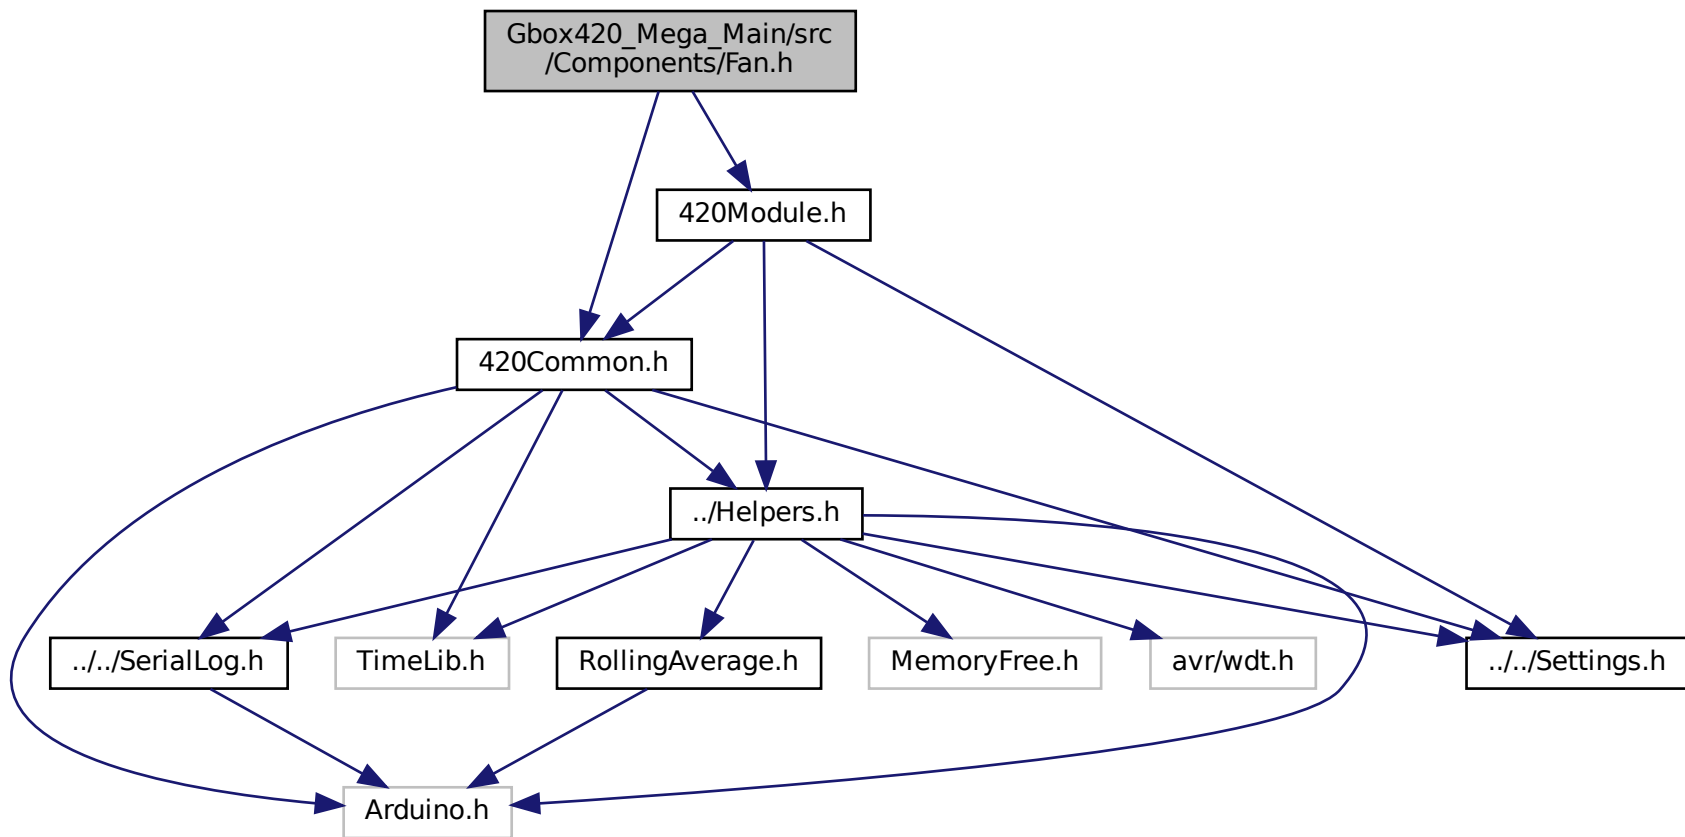 Gbox420_Mega_Main/src
/Components/Fan.h
420Module.h
420Common.h
../Helpers.h
../../SerialLog.h
TimeLib.h
RollingAverage.h
MemoryFree.h
avr/wdt.h
../../Settings.h
Arduino.h